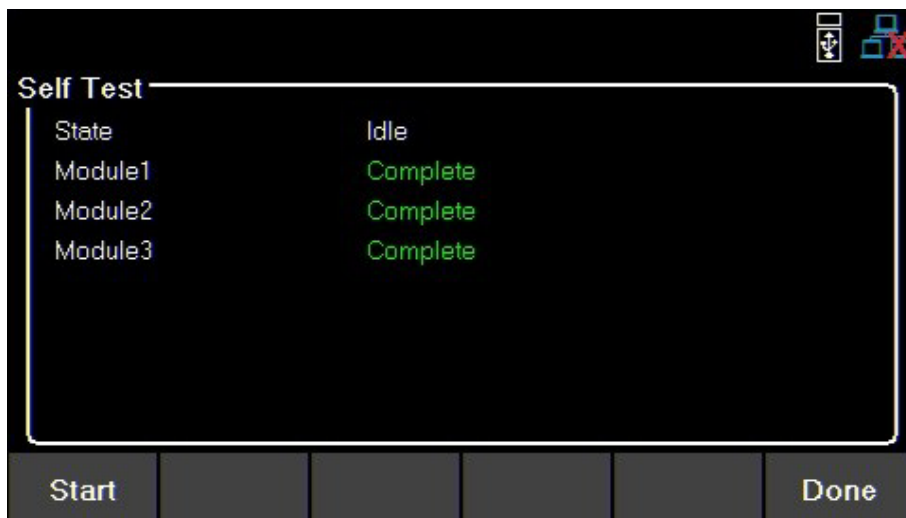 Self Test
State Idle
Module1 Complete
Module2 Complete
Module3 Complete
Start Done